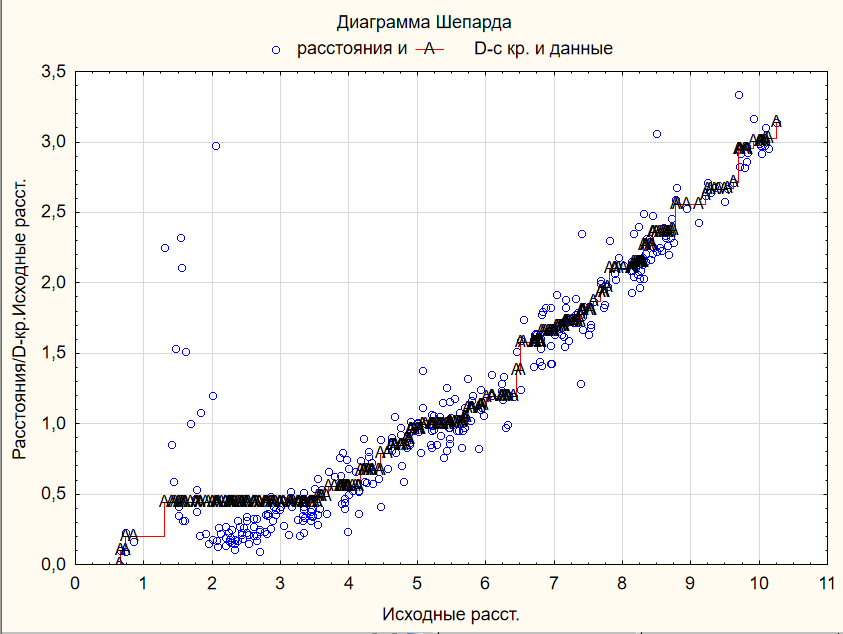 Диаграмма Шепарда
расстояния и A D-с кр. и данные
Расстояния/D-кр.Исходные расст.
3,5
3,0
2,5
2,0
1,5
1,0
0,5
0,0
0 1 2 3 4 5 6 7 8 9 10 11
Исходные расст.